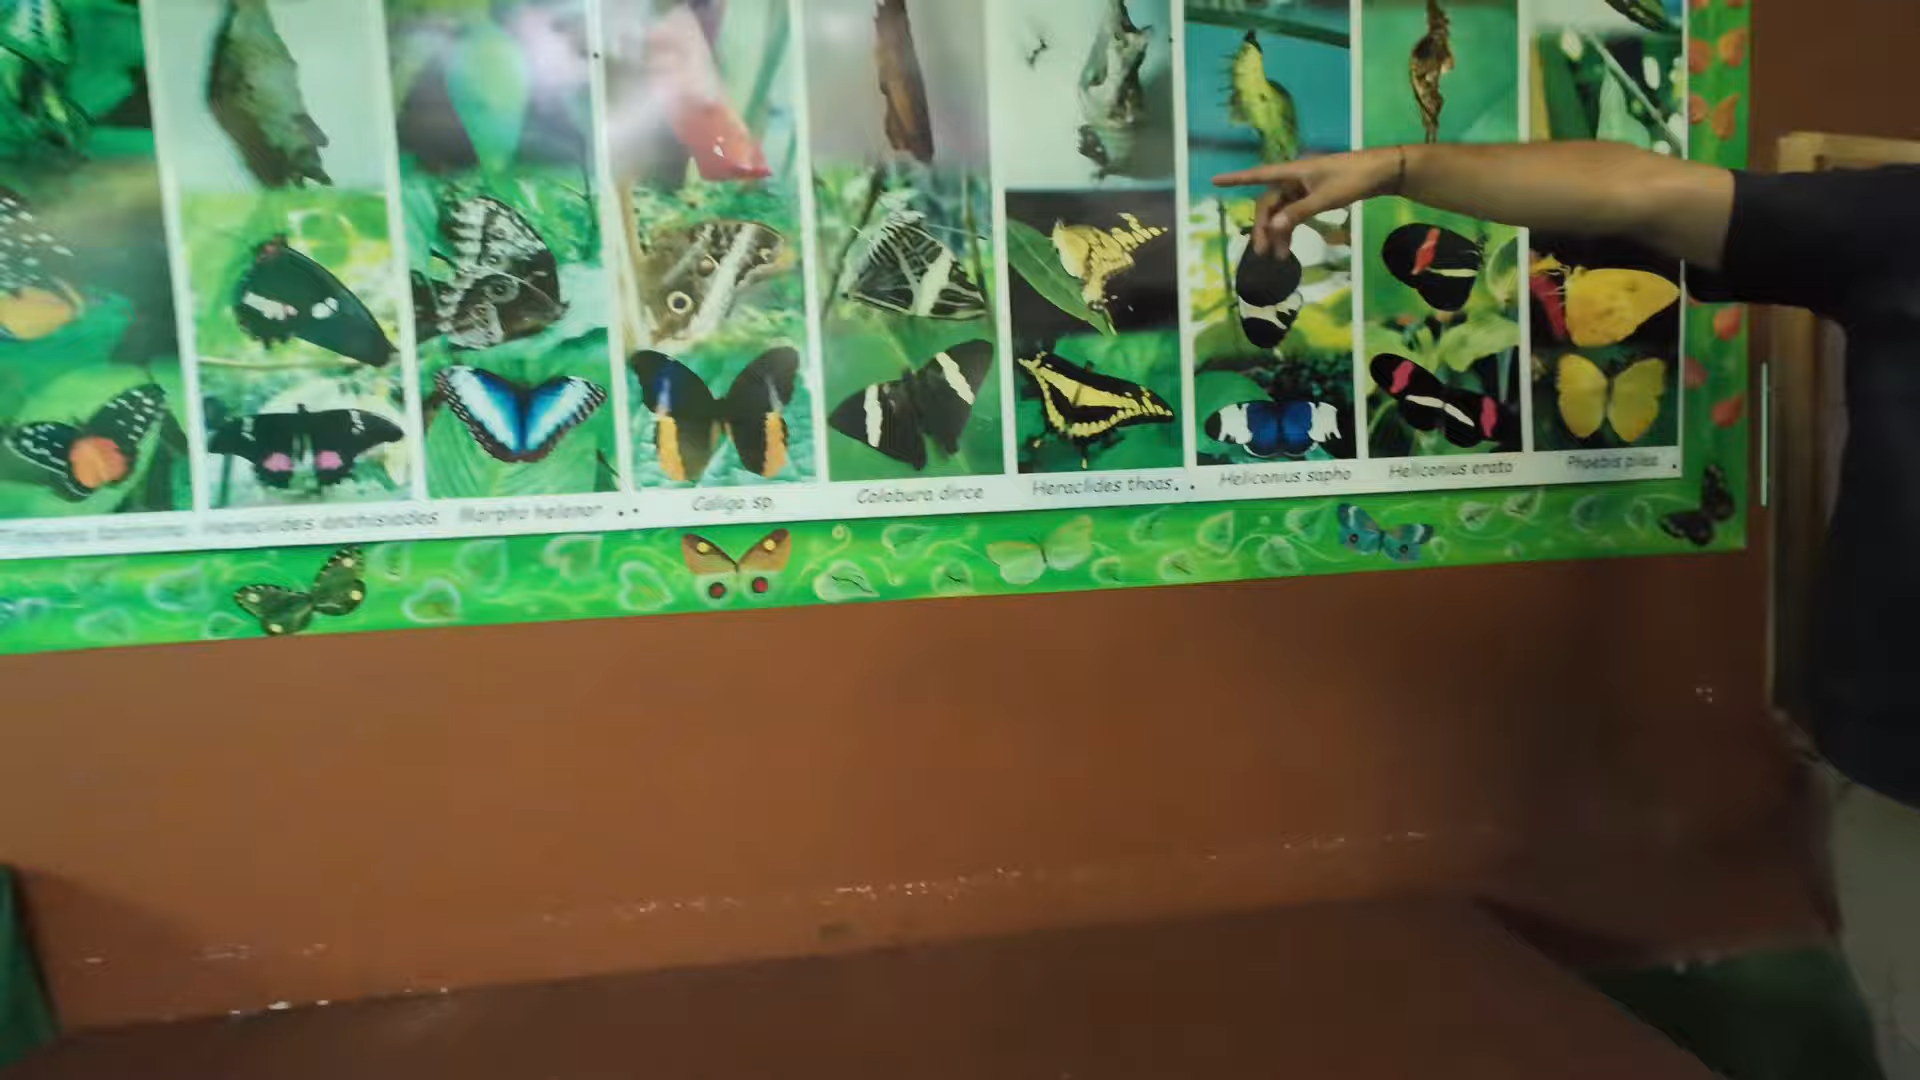 Heraclides anchisiades
Morpho helenor ..
Caligo sp.
Colobura dirce
Heraclides thoas..
Heliconius sapho
Heliconius erato
Phoebis philea.